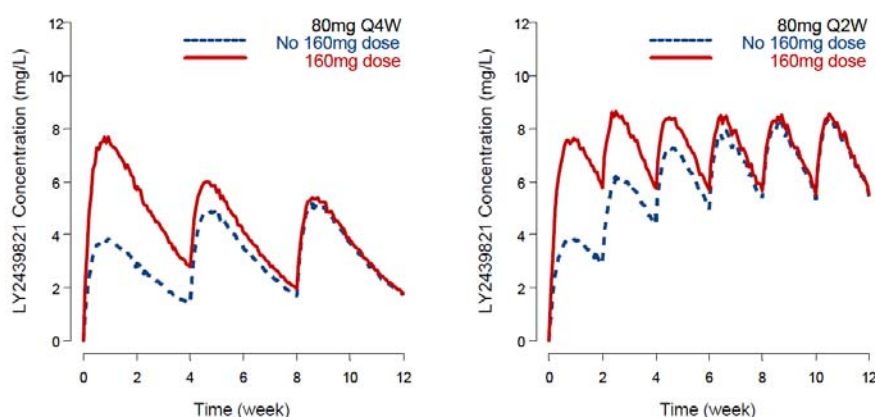 80mg Q4W
No 160mg dose
160mg dose
LY2439821 Concentration (mg/L)
12
10
8
6
4
2
0
0 2 4 6 8 10 12
Time (week)
80mg Q2W
No 160mg dose
160mg dose
LY2439821 Concentration (mg/L)
12
10
8
6
4
2
0
0 2 4 6 8 10 12
Time (week)